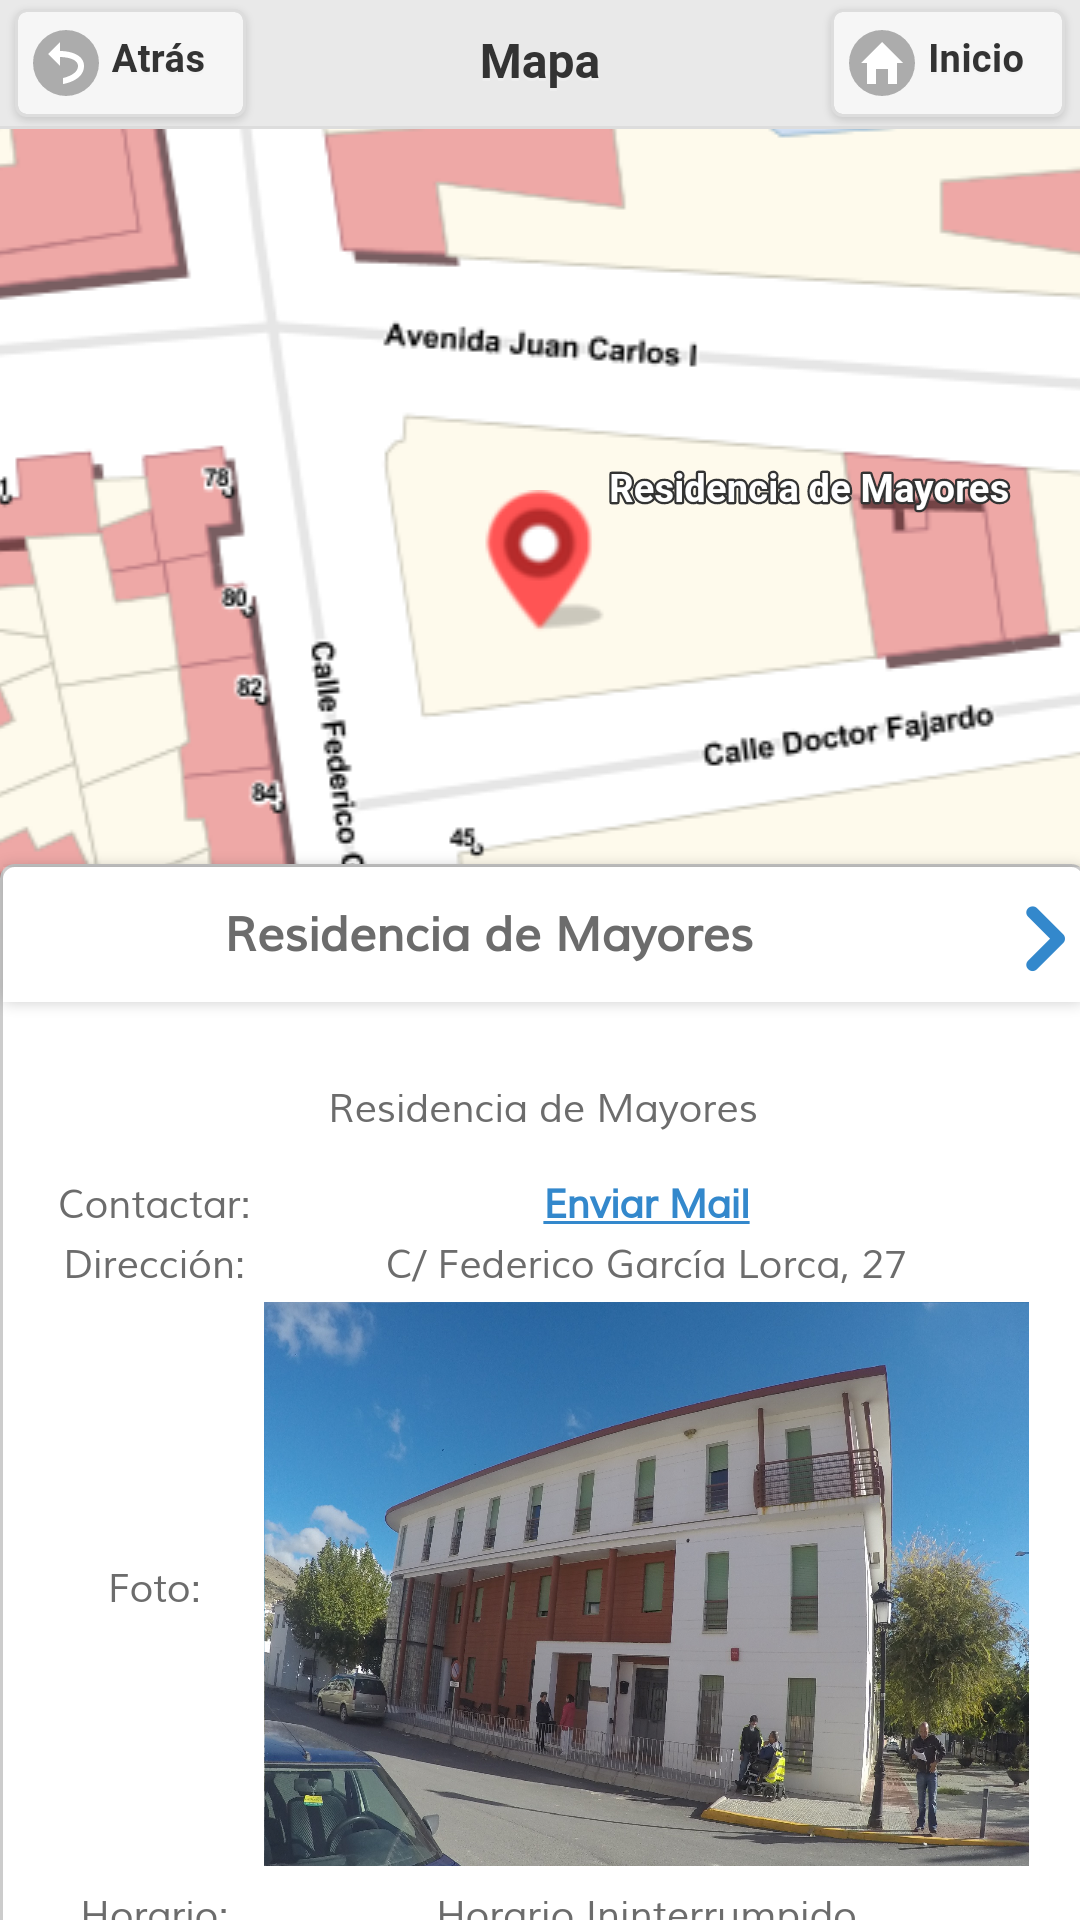 Atrás
Mapa
Inicio
Avenida Juan Carlos I
Residencia de Mayores
1
78
80
82
84
45
Calle Federico
Calle Doctor Fajardo
Residencia de Mayores
Residencia de Mayores
Contactar:
Enviar Mail
Dirección:
C/ Federico García Lorca, 27
Foto:
Horario:
Horario Ininterrumpido